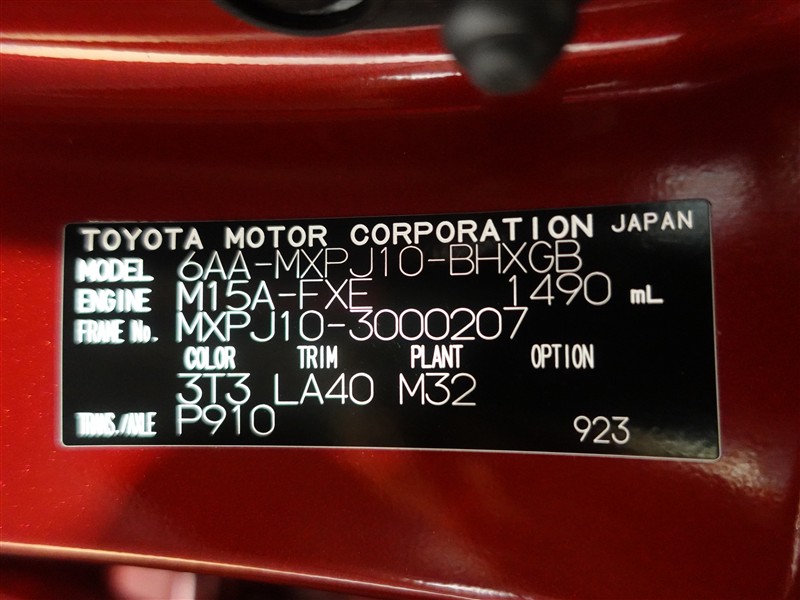 TOYOTA MOTOR CORPORATION JAPAN
MODEL 6AA-MXPJ10-BHXGB
ENGINE M15A-FXE 1490 mL
FRAME No. MXPJ10-3000207
COLOR TRIM PLANT OPTION
3T3 LA40 M32
TRANS./AXLE P910 923